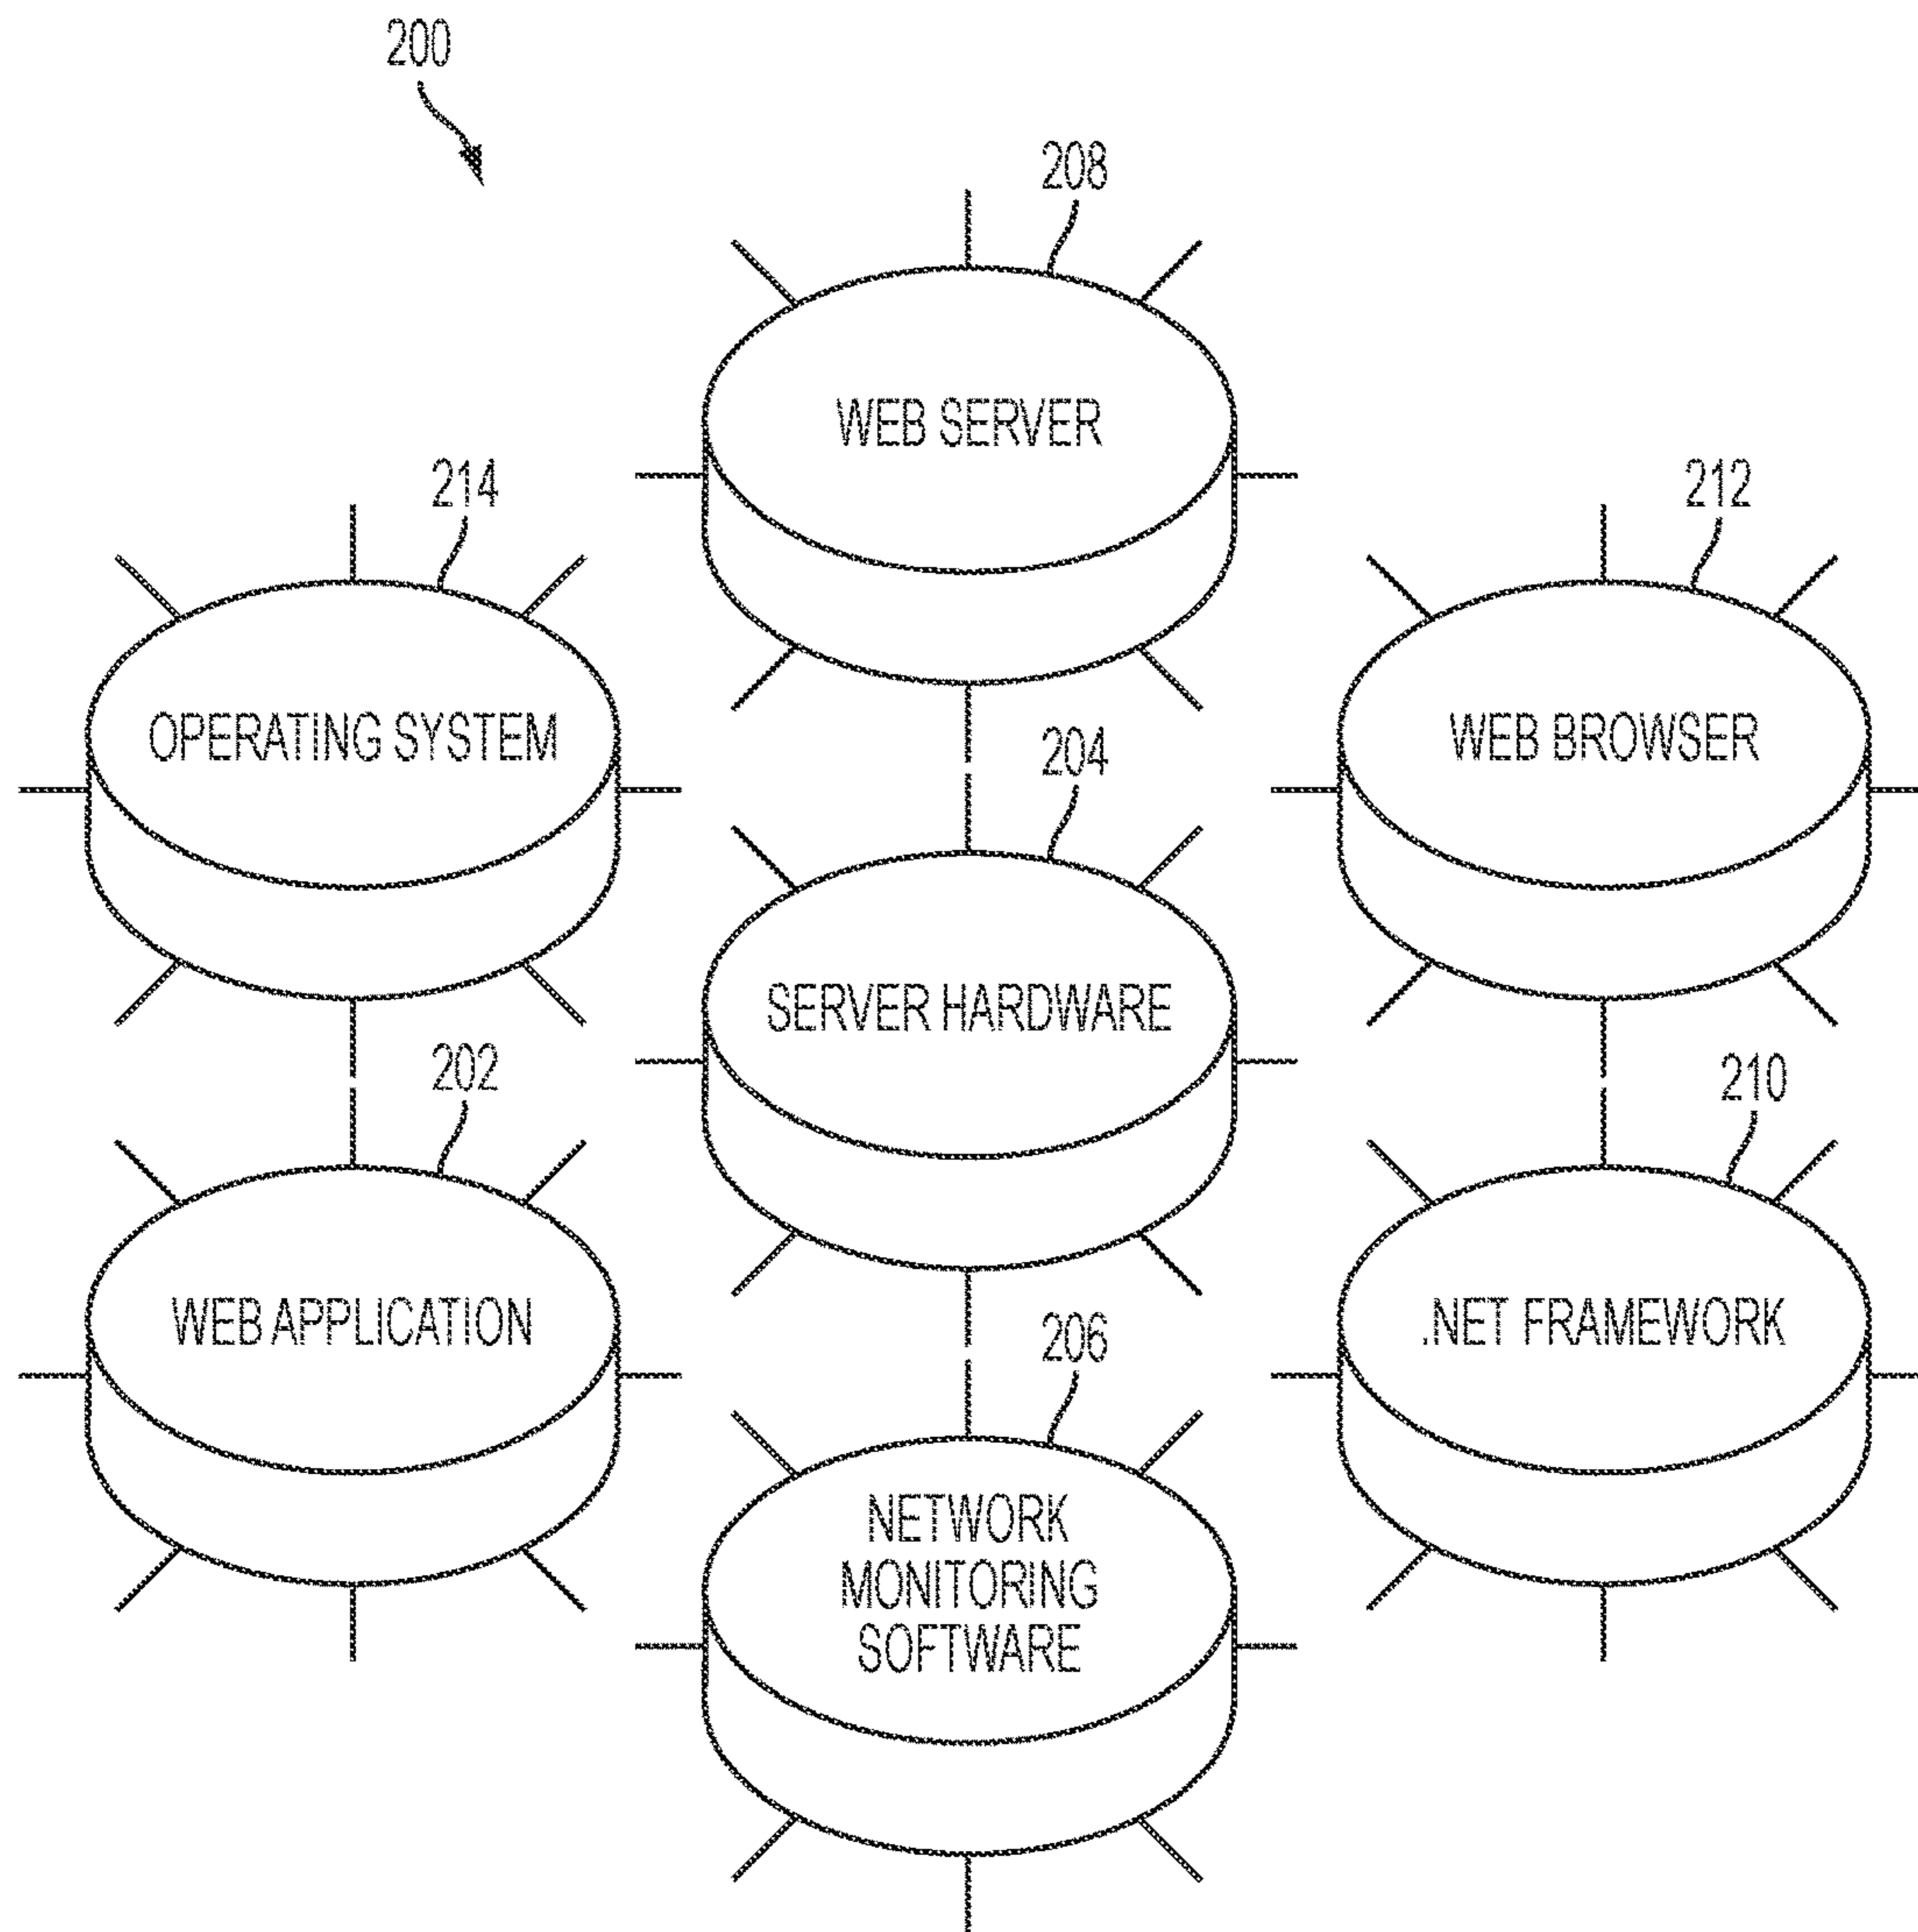 200
208
WEB SERVER
214
212
OPERATING SYSTEM
WEB BROWSER
204
SERVER HARDWARE
202
210
WEB APPLICATION
.NET FRAMEWORK
206
NETWORK
MONITORING
SOFTWARE